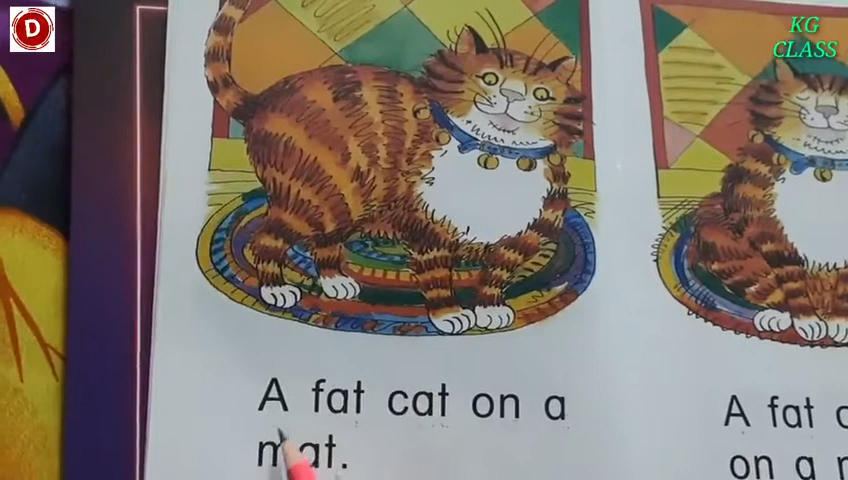 D
KG
CLASS
A fat cat on a
mat.
A fat
on a